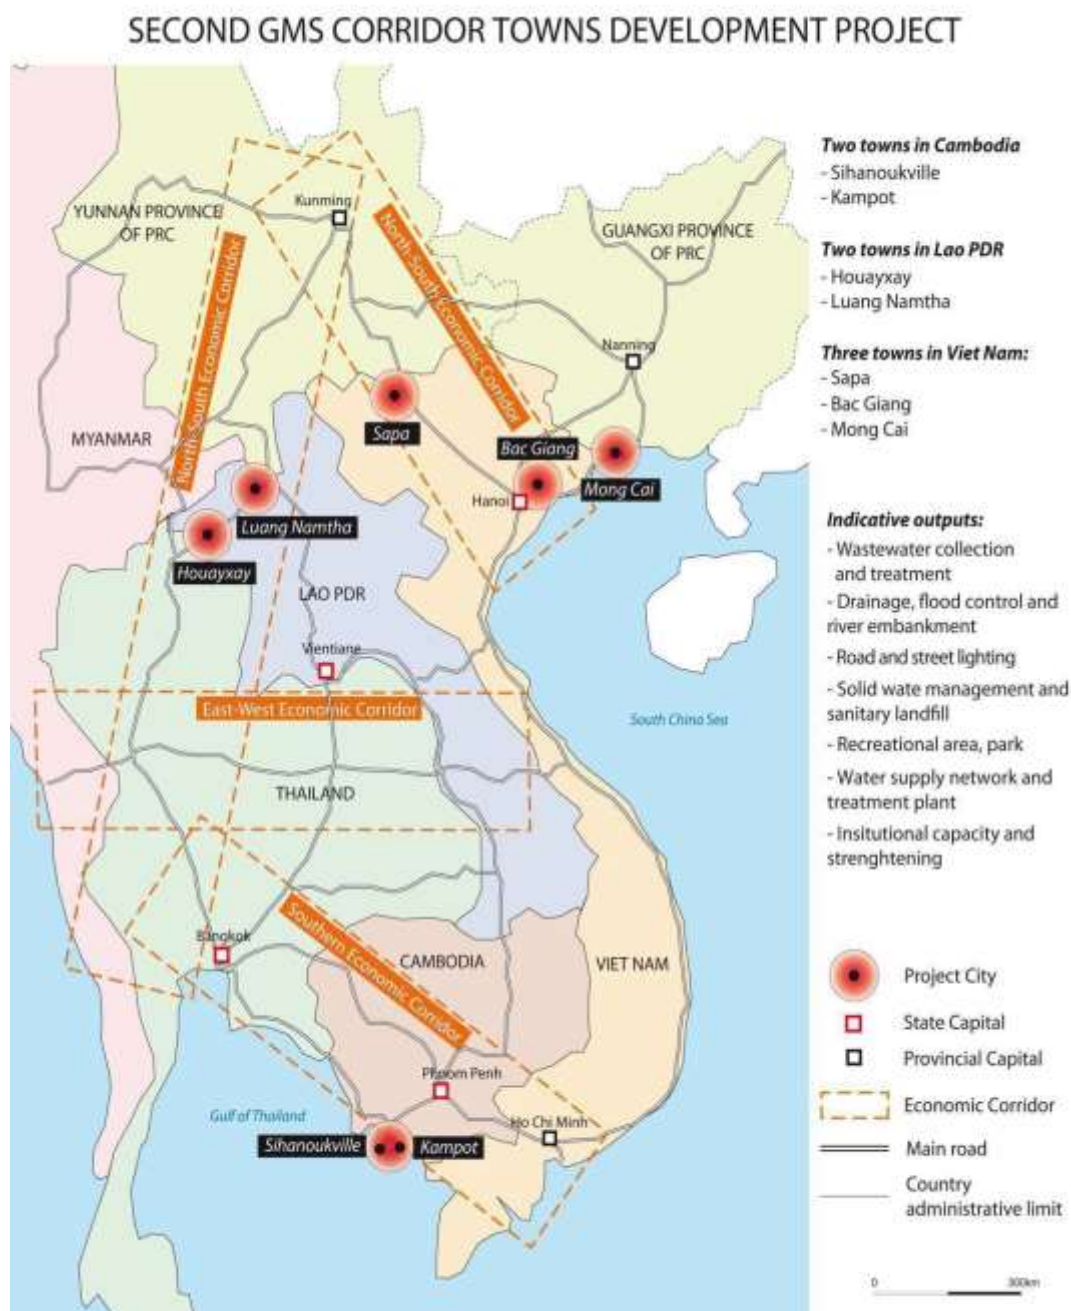 SECOND GMS CORRIDOR TOWNS DEVELOPMENT PROJECT
Two towns in Cambodia
- Sihanoukville
- Kampot
Two towns in Lao PDR
- Houayxay
- Luang Namtha
Three towns in Viet Nam:
- Sapa
- Bac Giang
- Mong Cai
Indicative outputs:
- Wastewater collection
and treatment
- Drainage, flood control and
river embankment
- Road and street lighting
- Solid wate management and
sanitary landfill
- Recreational area, park
- Water supply network and
treatment plant
- Insitutional capacity and
strenghtening
Project City
State Capital
Provincial Capital
Economic Corridor
Main road
Country
administrative limit
0 300km
Kunming
YUNNAN PROVINCE
OF PRC
GUANGXI PROVINCE
OF PRC
North-South Economic Corridor
North-South Economic Corridor
Nanning
MYANMAR
Sapa
Bac Giang
Mong Cai
Hanoi
Luang Namtha
Houayxay
LAO PDR
Vientiane
East-West Economic Corridor
South China Sea
THAILAND
Bangkok
Southern Economic Corridor
CAMBODIA
VIET NAM
Phnom Penh
Gulf of Thailand
Ho Chi Minh
Sihanoukville
Kampot